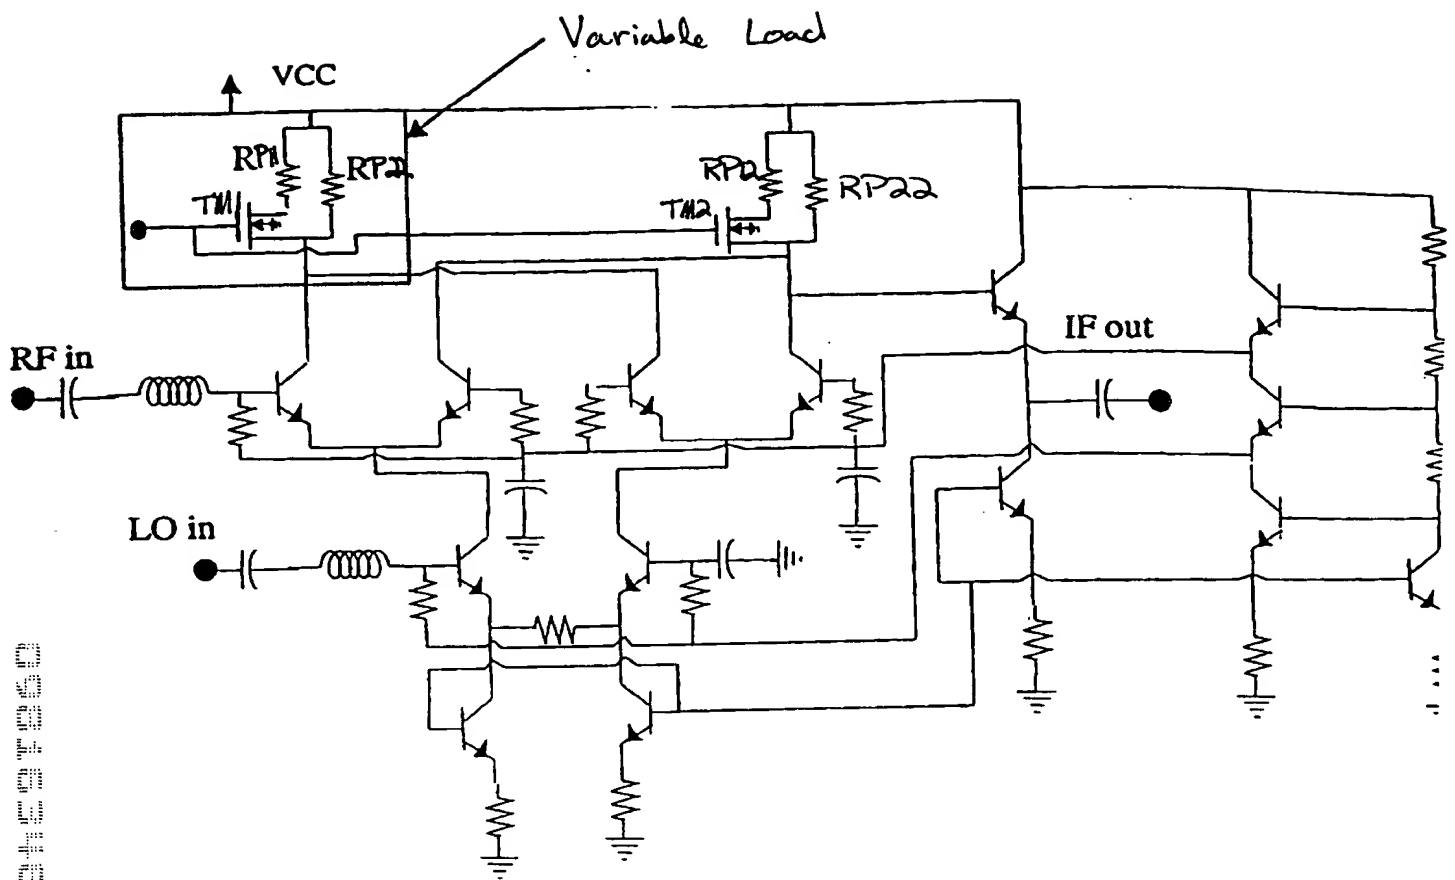 Variable Load
VCC
RP11
RP21
TM1
RP12
RP22
TM2
RF in
IF out
LO in